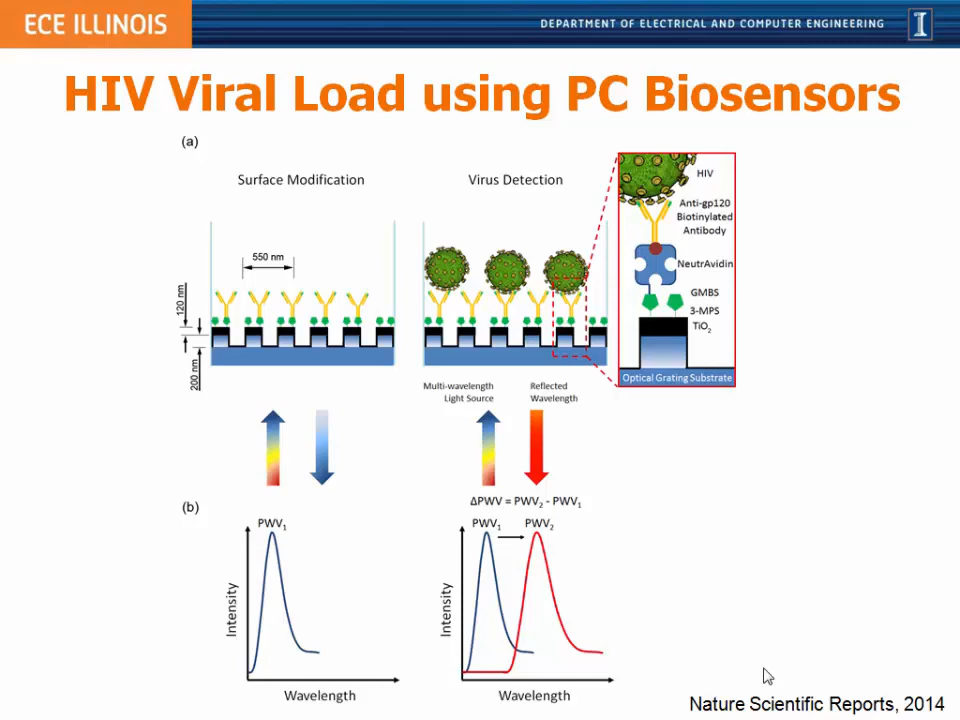 ECE ILLINOIS
DEPARTMENT OF ELECTRICAL AND COMPUTER ENGINEERING
I
HIV Viral Load using PC Biosensors
(a)
Surface Modification
Virus Detection
550 nm
120 nm
200 nm
HIV
Anti-gp120
Biotinylated
Antibody
NeutrAvidin
GMBS
3-MPS
TiO₂
Optical Grating Substrate
Multi-wavelength
Light Source
Reflected
Wavelength
(b)
ΔPWV = PWV₂ - PWV₁
PWV₁
Intensity
Wavelength
PWV₁
PWV₂
Intensity
Wavelength
Nature Scientific Reports, 2014